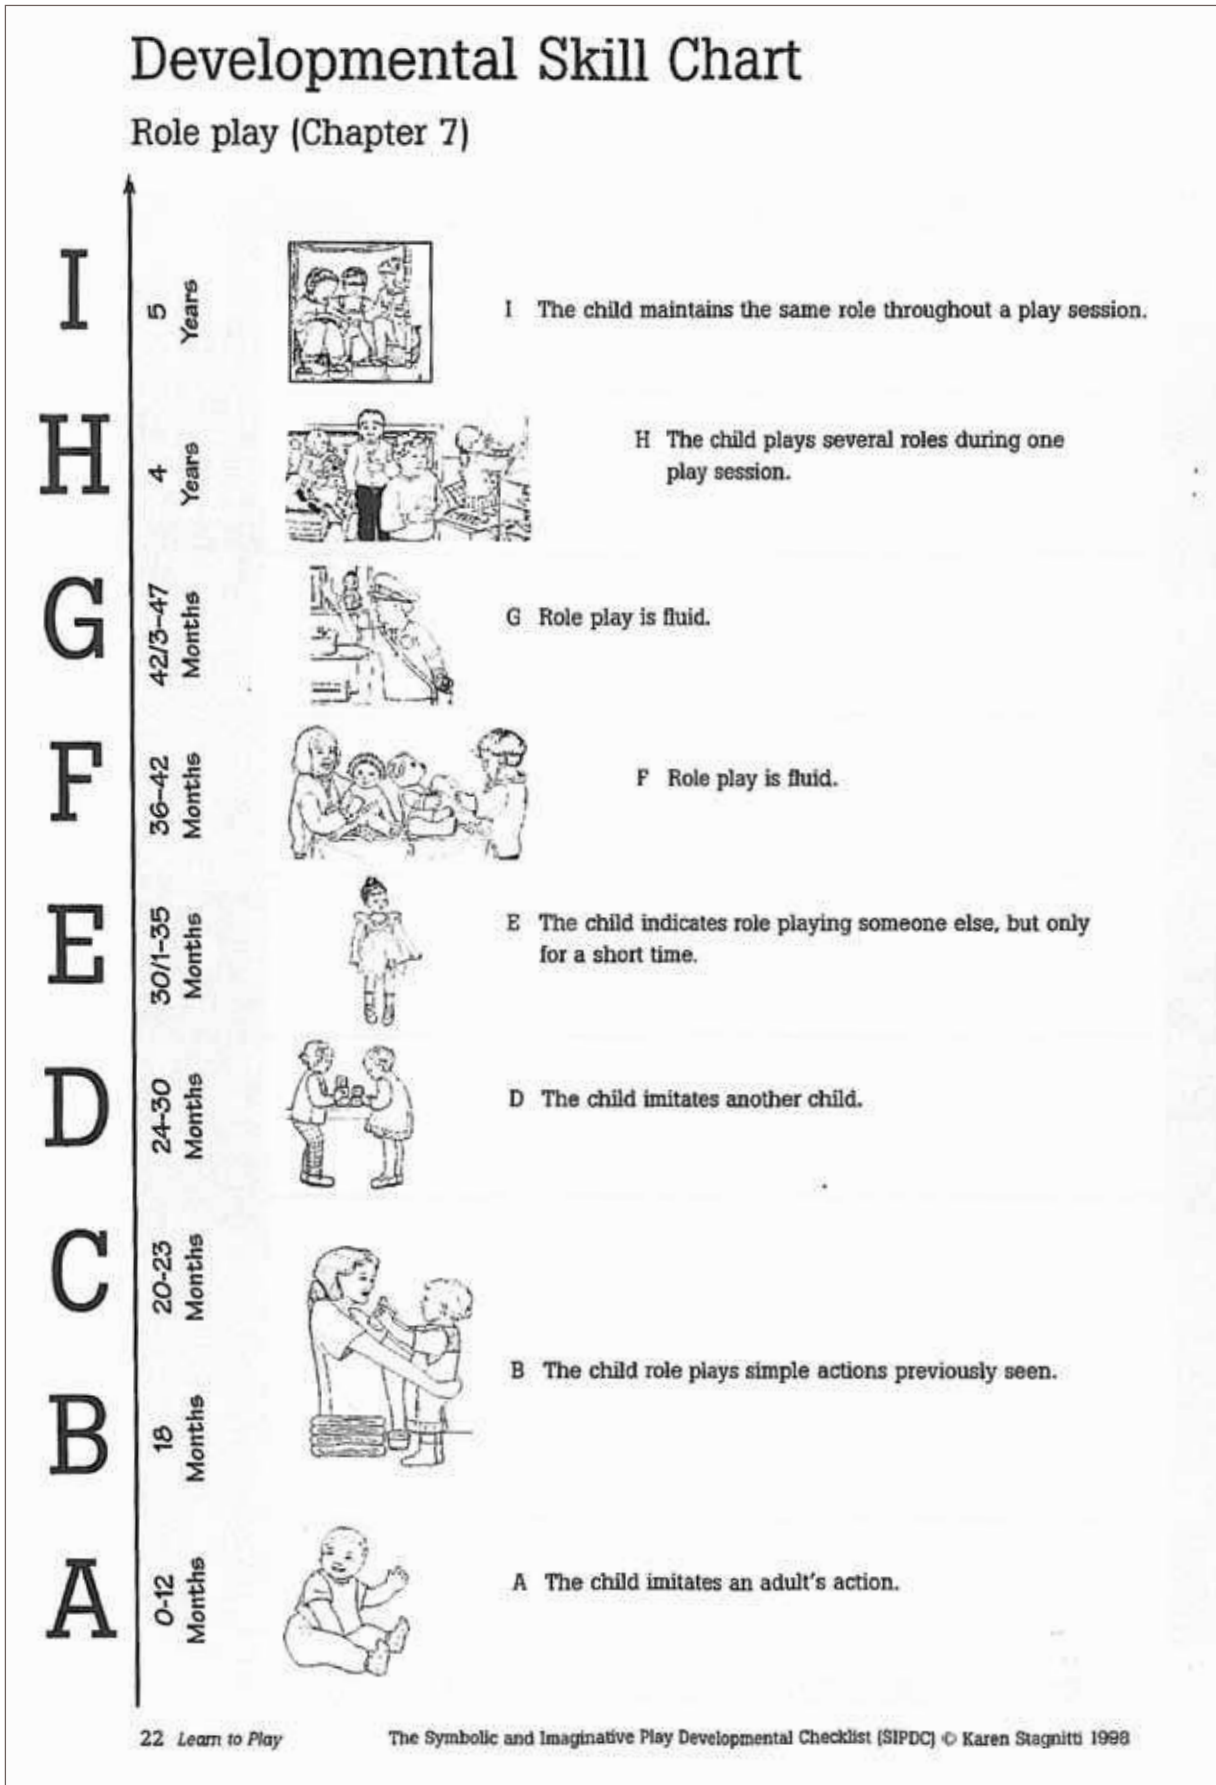 Developmental Skill Chart
Role play (Chapter 7)
I
5
Years
I The child maintains the same role throughout a play session.
H
4
Years
H The child plays several roles during one
play session.
G
42/3–47
Months
G Role play is fluid.
F
36–42
Months
F Role play is fluid.
E
30/1–35
Months
E The child indicates role playing someone else, but only
for a short time.
D
24–30
Months
D The child imitates another child.
C
20-23
Months
B
18
Months
B The child role plays simple actions previously seen.
A
0-12
Months
A The child imitates an adult's action.
22 Learn to Play The Symbolic and Imaginative Play Developmental Checklist (SIPDC) © Karen Stagnitti 1998